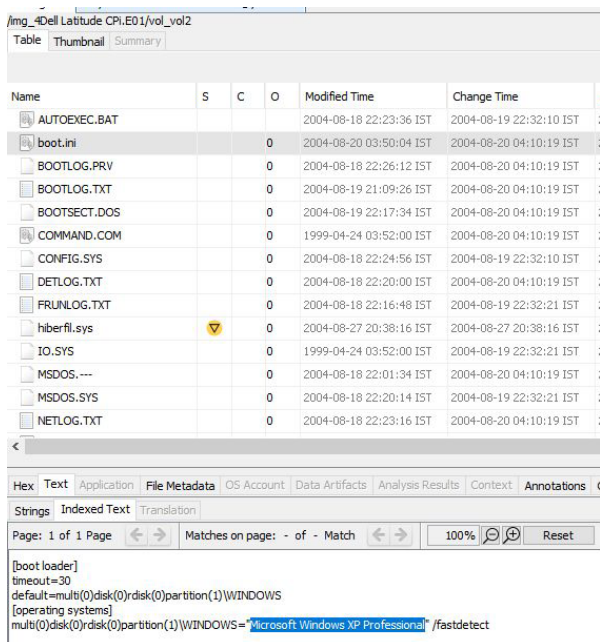 /img_4Dell Latitude CPi.E01/vol_vol2
Table Thumbnail Summary
Name S C O Modified Time Change Time
AUTOEXEC.BAT 2004-08-18 22:23:36 IST 2004-08-19 22:32:10 IST
boot.ini 0 2004-08-20 03:50:04 IST 2004-08-20 04:10:19 IST
BOOTLOG.PRV 0 2004-08-18 22:26:12 IST 2004-08-20 04:10:19 IST
BOOTLOG.TXT 0 2004-08-19 21:09:26 IST 2004-08-20 04:10:19 IST
BOOTSECT.DOS 0 2004-08-19 22:17:34 IST 2004-08-20 04:10:19 IST
COMMAND.COM 0 1999-04-24 03:52:00 IST 2004-08-20 04:10:19 IST
CONFIG.SYS 0 2004-08-18 22:24:56 IST 2004-08-19 22:32:10 IST
DETLOG.TXT 0 2004-08-18 22:20:00 IST 2004-08-20 04:10:19 IST
FRUNLOG.TXT 0 2004-08-18 22:16:48 IST 2004-08-19 22:32:21 IST
hiberfil.sys 0 2004-08-27 20:38:16 IST 2004-08-27 20:38:16 IST
IO.SYS 0 1999-04-24 03:52:00 IST 2004-08-19 22:32:21 IST
MSDOS.--- 0 2004-08-18 22:01:34 IST 2004-08-20 04:10:19 IST
MSDOS.SYS 0 2004-08-18 22:20:14 IST 2004-08-19 22:32:21 IST
NETLOG.TXT 0 2004-08-18 22:23:16 IST 2004-08-20 04:10:19 IST
Hex Text Application File Metadata OS Account Data Artifacts Analysis Results Context Annotations
Strings Indexed Text Translation
Page: 1 of 1 Page Matches on page: - of - Match 100% Reset
[boot loader]
timeout=30
default=multi(0)disk(0)rdisk(0)partition(1)\WINDOWS
[operating systems]
multi(0)disk(0)rdisk(0)partition(1)\WINDOWS="Microsoft Windows XP Professional" /fastdetect